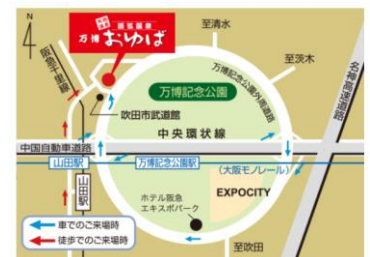 4
源気温泉
万博おゆば
至清水
至茨木
阪急千里線
万博記念公園外周道路
名神高速道路
万博記念公園
吹田市武道館
中央環状線
中国自動車道路
山田駅
万博記念公園駅
(大阪モノレール)
山田駅
ホテル阪急
エキスポパーク
EXPOCITY
車でのご来場時
徒歩でのご来場時
至吹田